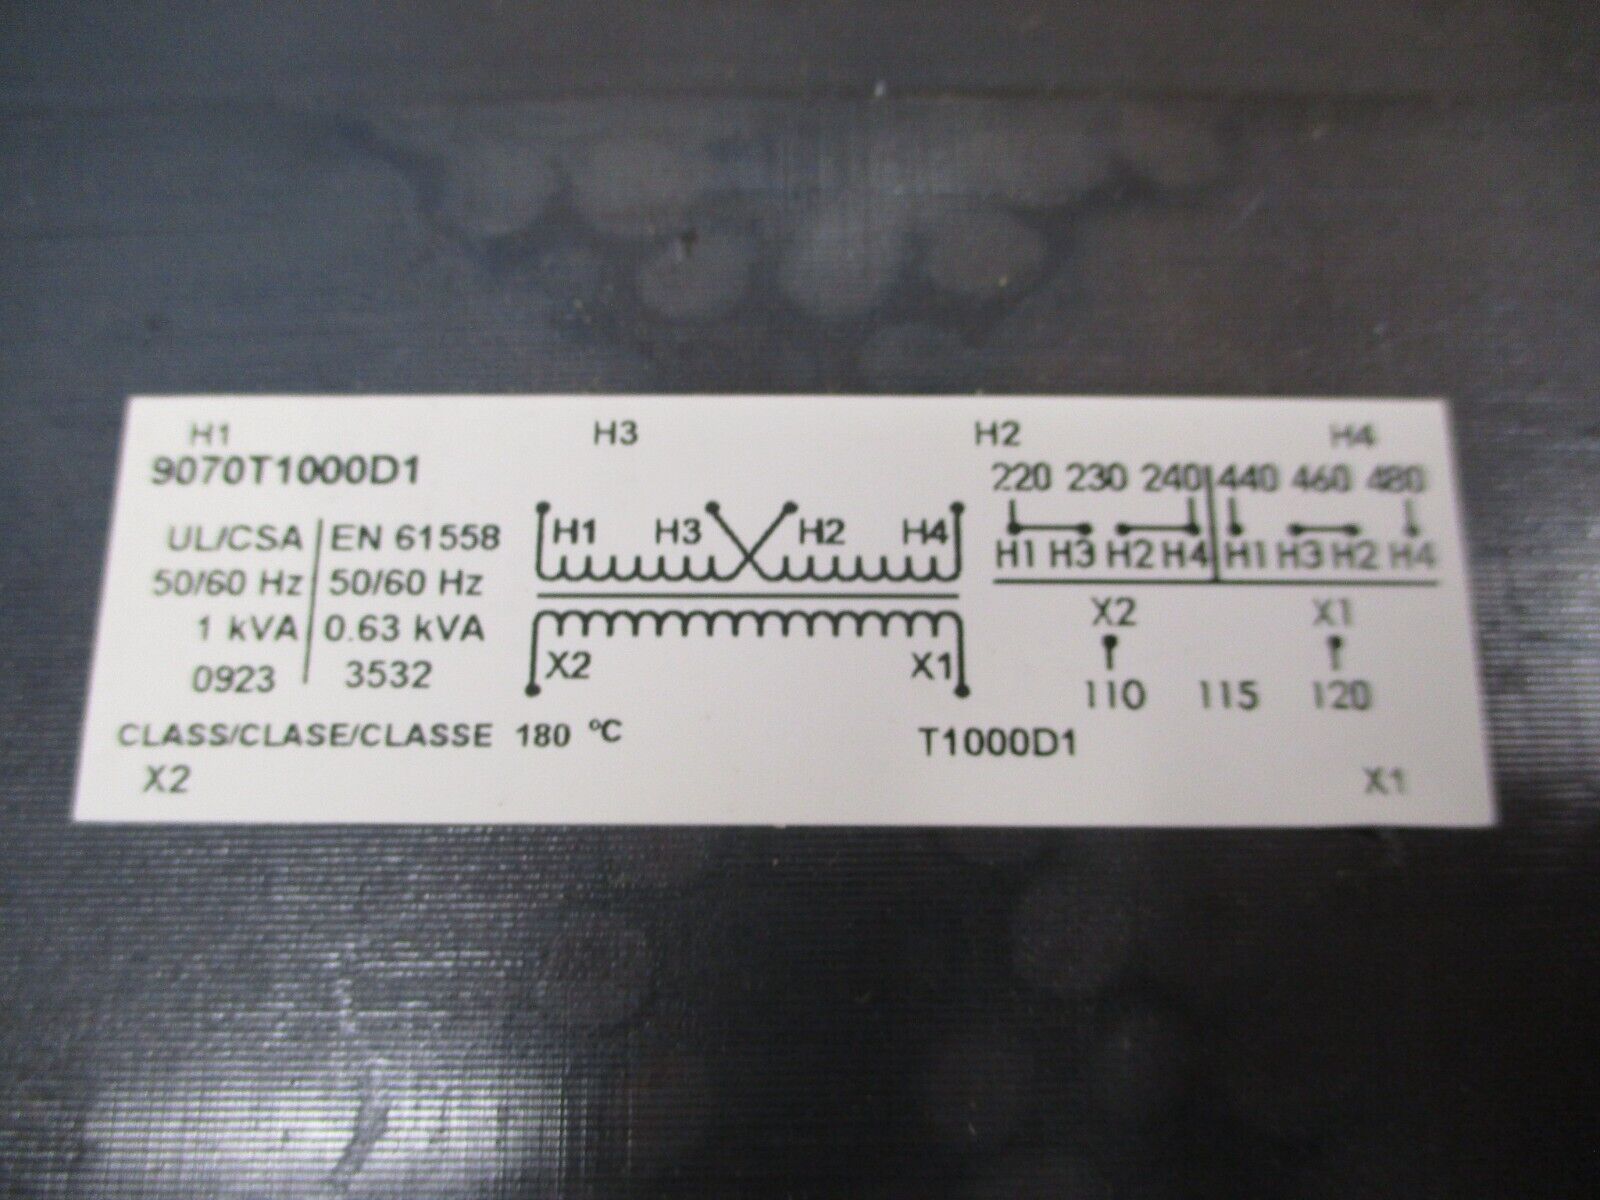 H1 H3 H2 H4
9070T1000D1
220 230 240 440 460 480
UL/CSA EN 61558
H1 H3 H2 H4
H1 H3 H2 H4 H1 H3 H2 H4
50/60 Hz 50/60 Hz
1 kVA 0.63 kVA
X2 X1
0923 3532
X2 X1
110 115 120
CLASS/CLASE/CLASSE 180 °C
T1000D1
X2 X1